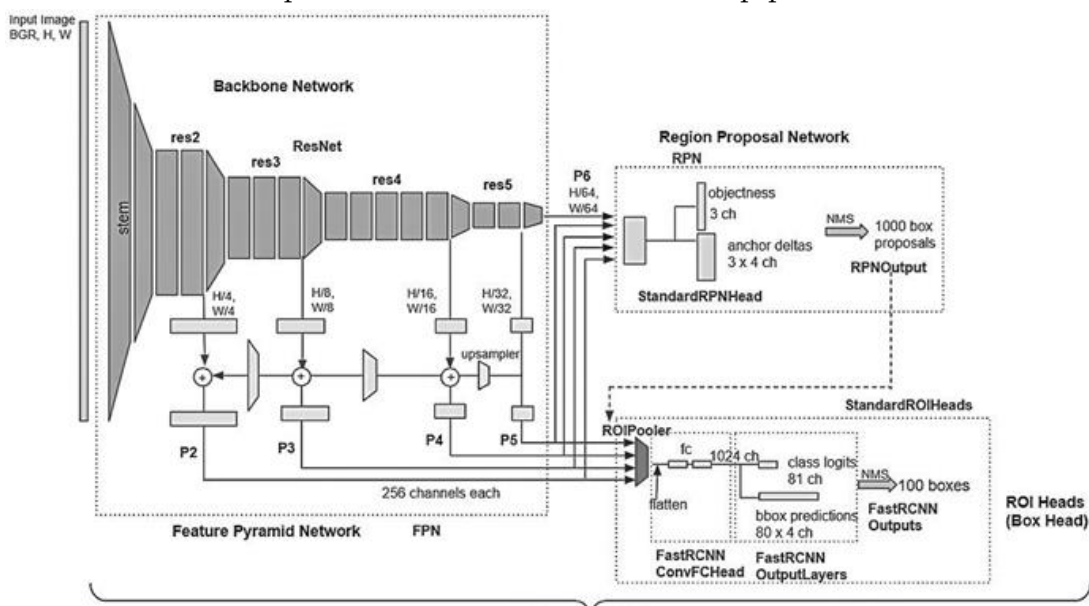 Input Image
BGR, H, W
Backbone Network
ResNet
res2
res3
res4
res5
stem
H/4,
W/4
H/8,
W/8
H/16,
W/16
H/32,
W/32
upsampler
+
+
+
P2
P3
P4
P5
256 channels each
Feature Pyramid Network
FPN
P6
H/64,
W/64
Region Proposal Network
RPN
objectness
3 ch
anchor deltas
3 x 4 ch
StandardRPNHead
NMS
1000 box
proposals
RPNOutput
StandardROIHeads
ROIPooler
flatten
fc
1024 ch
class logits
81 ch
bbox predictions
80 x 4 ch
NMS
100 boxes
FastRCNN
Outputs
FastRCNN
ConvFCHead
FastRCNN
OutputLayers
ROI Heads
(Box Head)